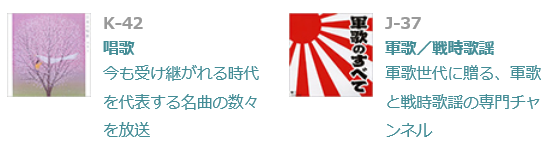 K-42
唱歌
今も受け継がれる時代
を代表する名曲の数々
を放送
軍歌のすべて
J-37
軍歌／戦時歌謡
軍歌世代に贈る、軍歌
と戦時歌謡の専門チャ
ンネル